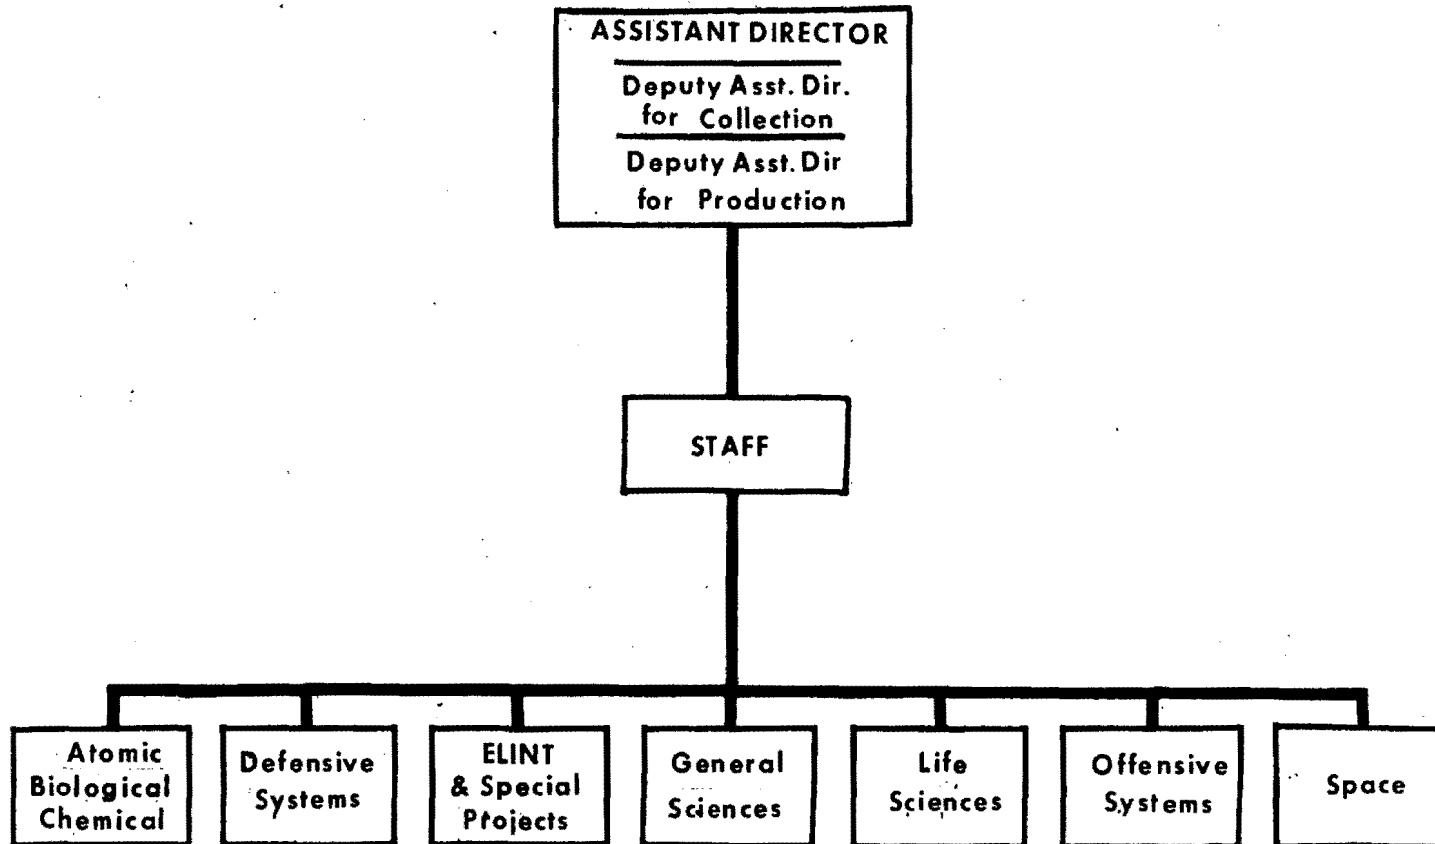 ASSISTANT DIRECTOR
Deputy Asst. Dir.
for Collection
Deputy Asst. Dir
for Production
STAFF
Atomic
Biological
Chemical
Defensive
Systems
ELINT
& Special
Projects
General
Sciences
Life
Sciences
Offensive
Systems
Space